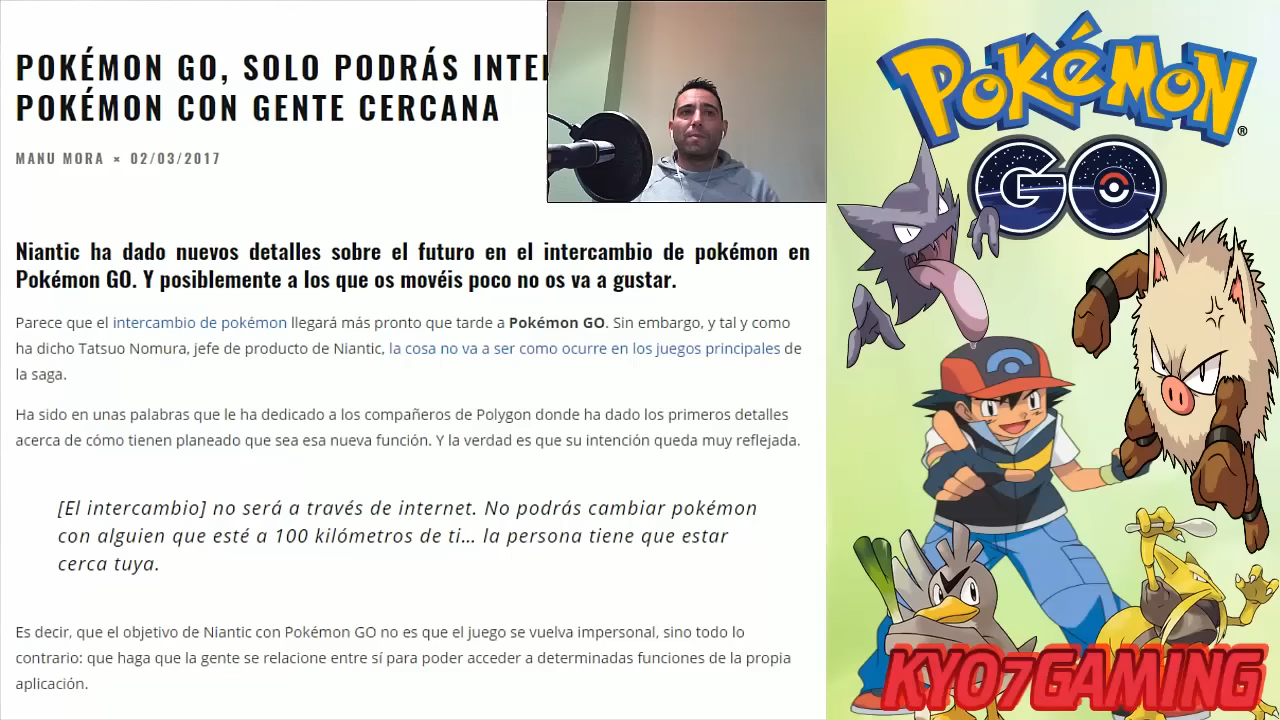 POKÉMON GO, SOLO PODRÁS
POKÉMON CON GENTE CERCANA
MANU MORA × 02/03/2017
Niantic ha dado nuevos detalles sobre el futuro en el intercambio de pokémon en
Pokémon GO. Y posiblemente a los que os movéis poco no os va a gustar.
Parece que el intercambio de pokémon llegará más pronto que tarde a Pokémon GO. Sin embargo, y tal y como
ha dicho Tatsuo Nomura, jefe de producto de Niantic, la cosa no va a ser como ocurre en los juegos principales de
la saga.
Ha sido en unas palabras que le ha dedicado a los compañeros de Polygon donde ha dado los primeros detalles
acerca de cómo tienen planeado que sea esa nueva función. Y la verdad es que su intención queda muy reflejada.
[El intercambio] no será a través de internet. No podrás cambiar pokémon
con alguien que esté a 100 kilómetros de ti... la persona tiene que estar
cerca tuya.
Es decir, que el objetivo de Niantic con Pokémon GO no es que el juego se vuelva impersonal, sino todo lo
contrario: que haga que la gente se relacione entre sí para poder acceder a determinadas funciones de la propia
aplicación.
POKéMON
GO
KYO7GAMING